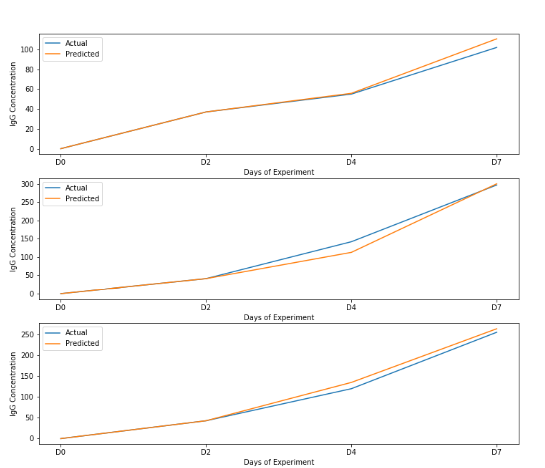 Actual
Predicted
IgG Concentration
100
80
60
40
20
0
D0 D2 D4 D7
Days of Experiment
Actual
Predicted
IgG Concentration
300
250
200
150
100
50
0
D0 D2 D4 D7
Days of Experiment
Actual
Predicted
IgG Concentration
250
200
150
100
50
0
D0 D2 D4 D7
Days of Experiment